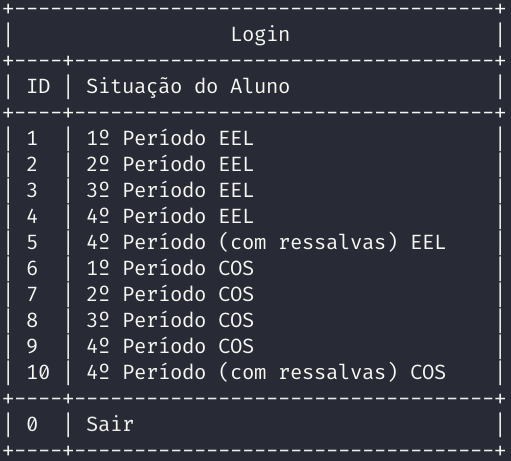 Login
ID | Situação do Aluno
1 | 1º Período EEL
2 | 2º Período EEL
3 | 3º Período EEL
4 | 4º Período EEL
5 | 4º Período (com ressalvas) EEL
6 | 1º Período COS
7 | 2º Período COS
8 | 3º Período COS
9 | 4º Período COS
10 | 4º Período (com ressalvas) COS
0 | Sair